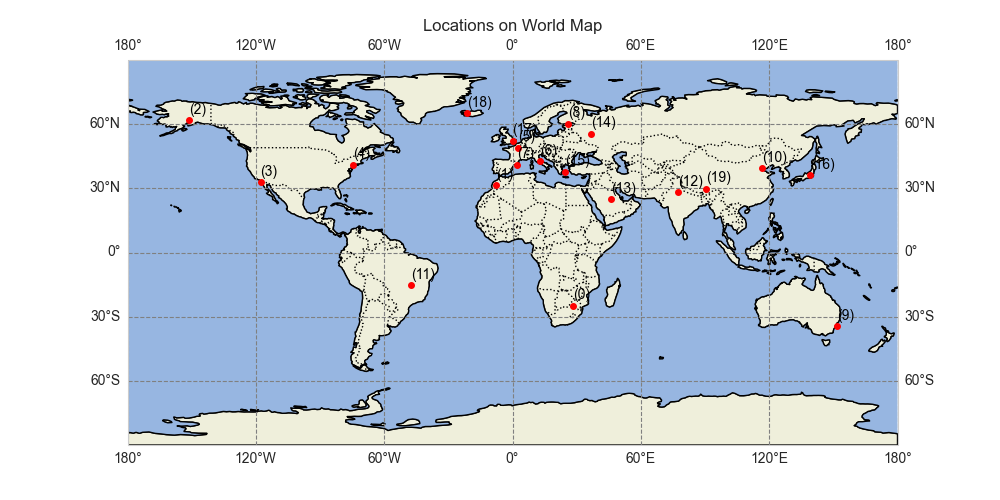 Locations on World Map
180° 120°W 60°W 0° 60°E 120°E 180°
(18)
(2)
(8)
60°N 60°N
(14)
(10)
(6)
(3)
(19)
(12)
30°N 30°N
(13)
0° 0°
(11)
(0)
30°S 30°S
(9)
60°S 60°S
180° 120°W 60°W 0° 60°E 120°E 180°